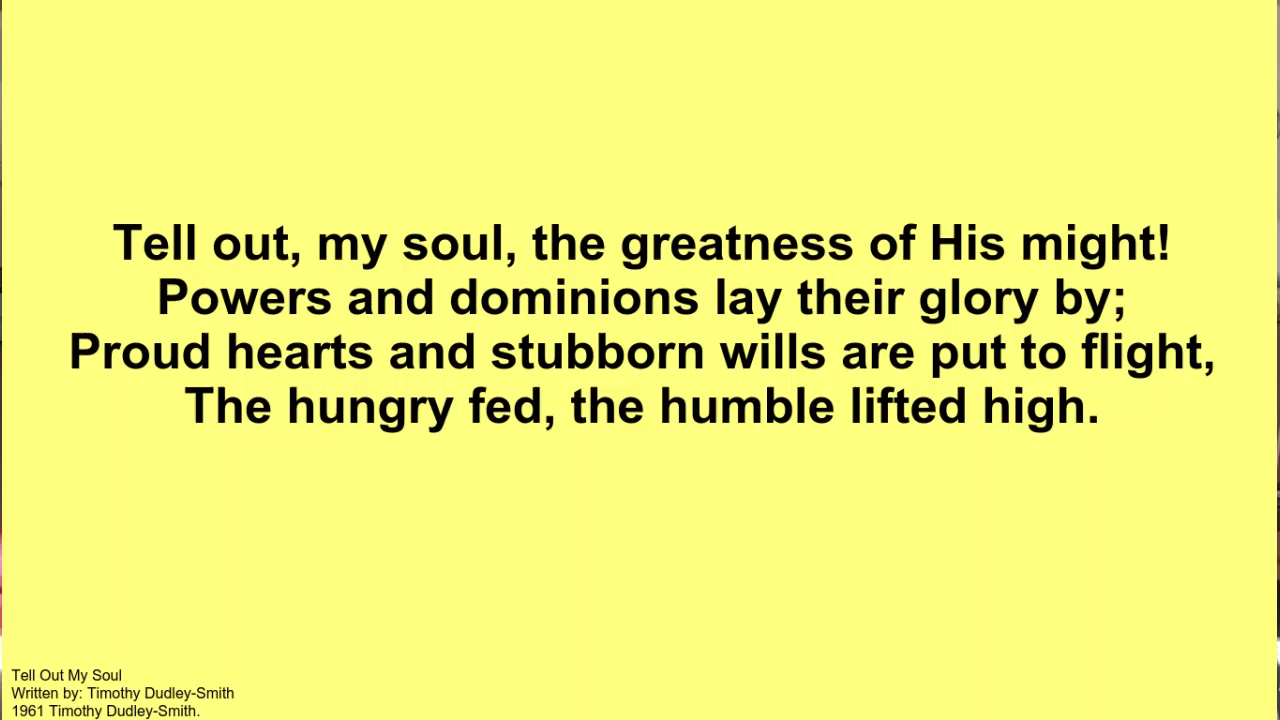 Tell out, my soul, the greatness of His might!
Powers and dominions lay their glory by;
Proud hearts and stubborn wills are put to flight,
The hungry fed, the humble lifted high.
Tell Out My Soul
Written by: Timothy Dudley-Smith
1961 Timothy Dudley-Smith.